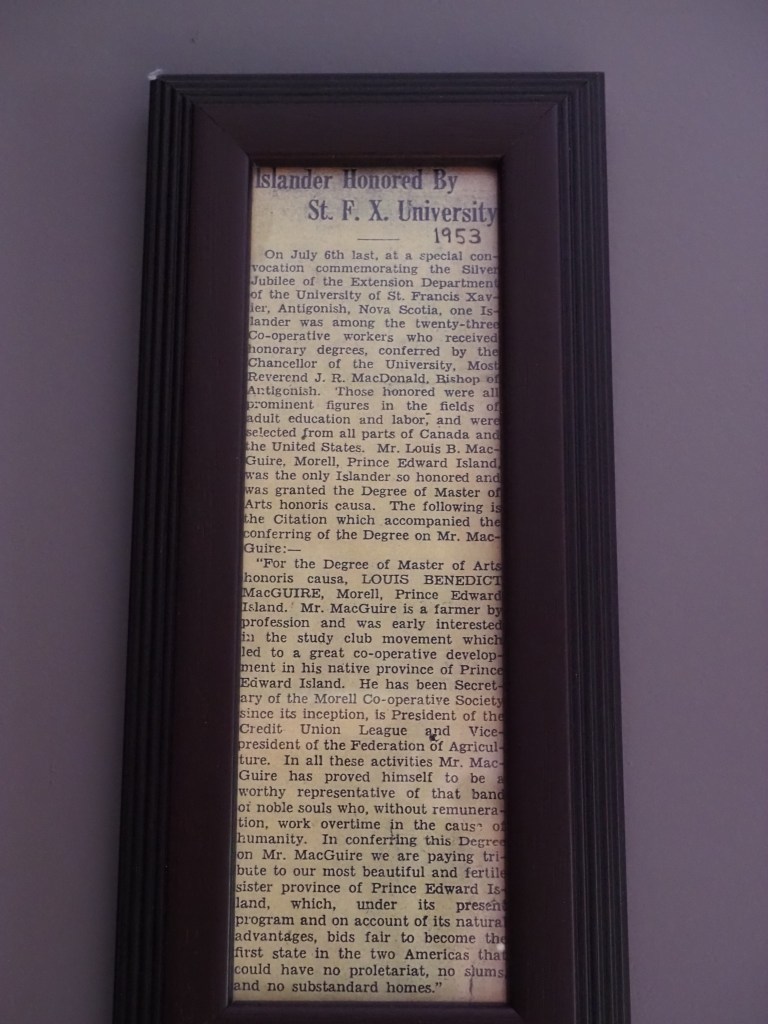 Islander Honored By
St. F. X. University
1953
On July 6th last, at a special con-
vocation commemorating the Silver
Jubilee of the Extension Department
of the University of St. Francis Xav-
ier, Antigonish, Nova Scotia, one Is-
lander was among the twenty-three
Co-operative workers who received
honorary degrees, conferred by the
Chancellor of the University, Most
Reverend J. R. MacDonald, Bishop of
Antigonish. Those honored were all
prominent figures in the fields of
adult education and labor, and were
selected from all parts of Canada and
the United States. Mr. Louis B. Mac-
Guire, Morell, Prince Edward Island,
was the only Islander so honored and
was granted the Degree of Master of
Arts honoris causa. The following is
the Citation which accompanied the
conferring of the Degree on Mr. Mac-
Guire:—
"For the Degree of Master of Arts
honoris causa, LOUIS BENEDICT
MacGUIRE, Morell, Prince Edward
Island. Mr. MacGuire is a farmer by
profession and was early interested
in the study club movement which
led to a great co-operative develop-
ment in his native province of Prince
Edward Island. He has been Secret-
ary of the Morell Co-operative Society
since its inception, is President of the
Credit Union League and Vice-
president of the Federation of Agricul-
ture. In all these activities Mr. Mac-
Guire has proved himself to be a
worthy representative of that band
of noble souls who, without remunera-
tion, work overtime in the cause of
humanity. In conferring this Degree
on Mr. MacGuire we are paying tri-
bute to our most beautiful and fertile
sister province of Prince Edward Is-
land, which, under its present
program and on account of its natural
advantages, bids fair to become the
first state in the two Americas that
could have no proletariat, no slums,
and no substandard homes."